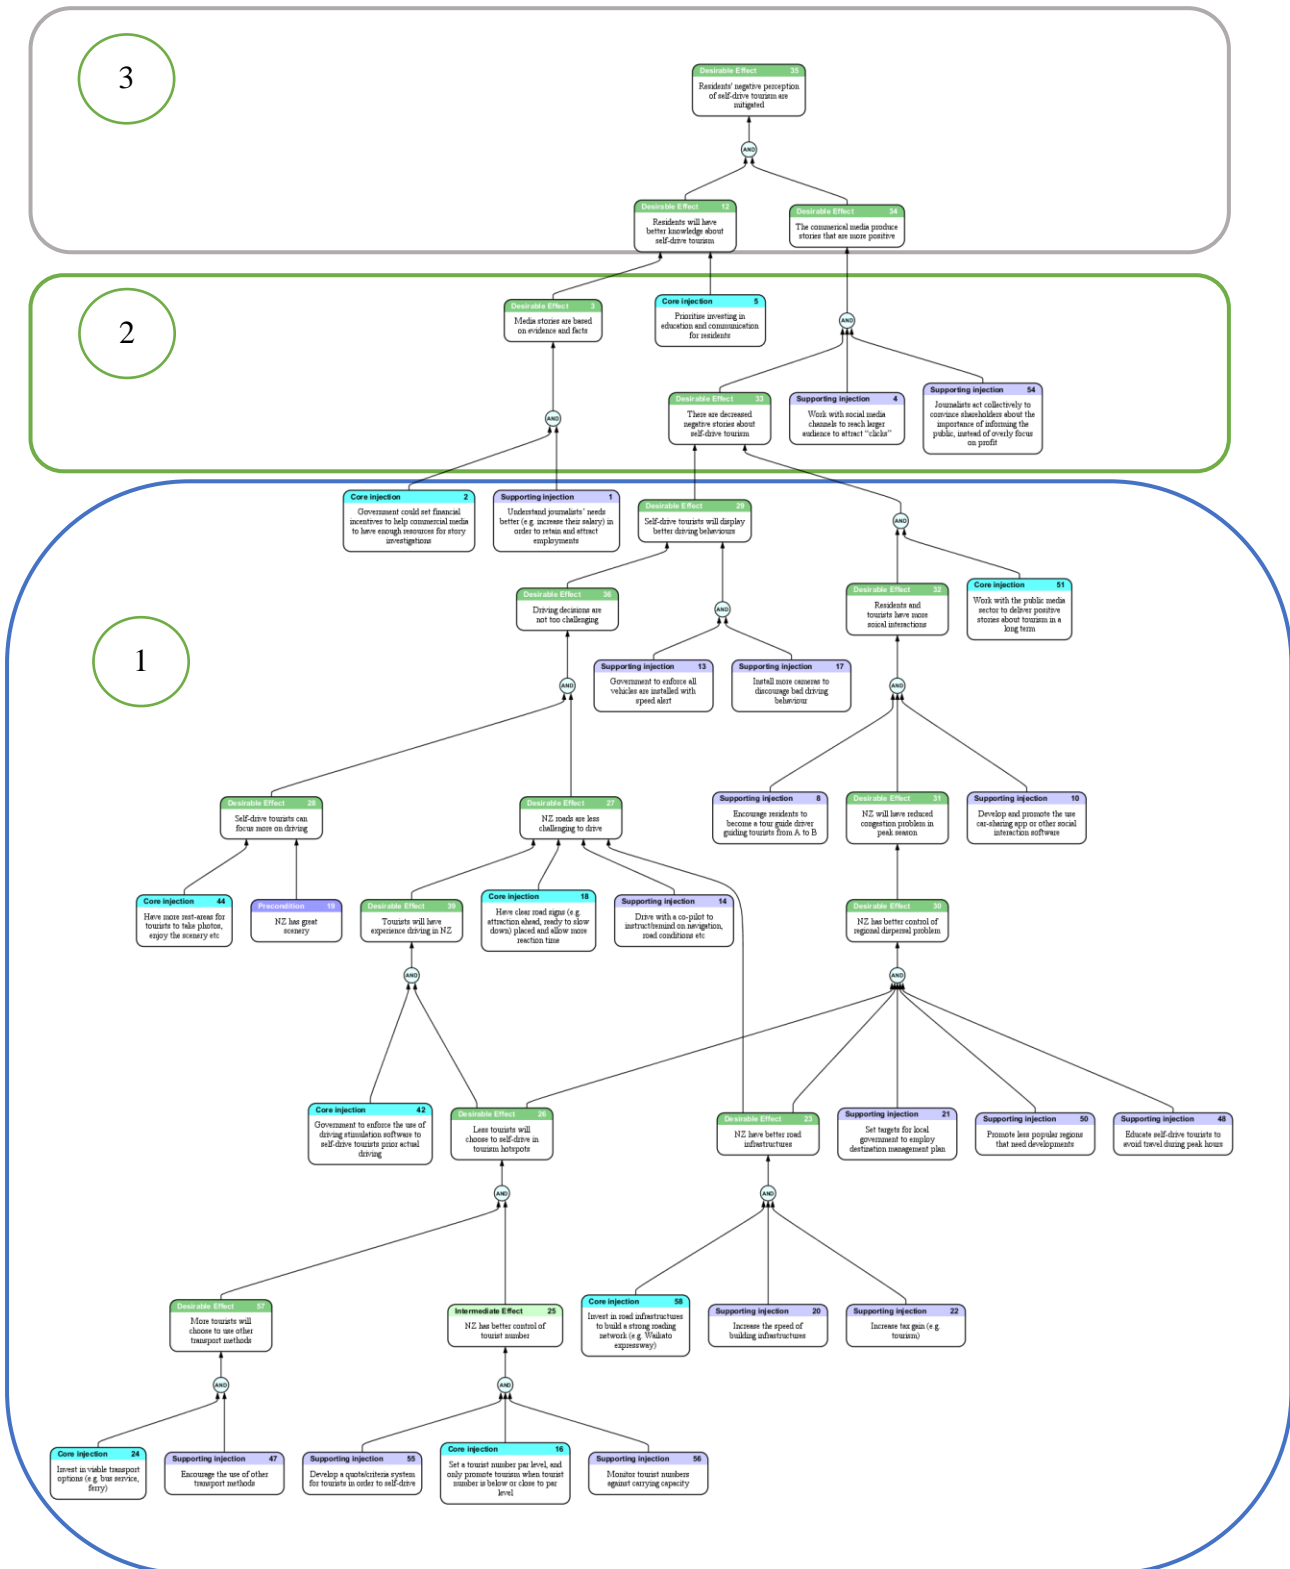 3
Desirable Effect 35
Residents' negative perception
of self-drive tourism are
mitigated
AND
Desirable Effect 12
Residents will have
better knowledge about
self-drive tourism
Desirable Effect 34
The commerical media produce
stories that are more positive
2
Desirable Effect 3
Media stories are based
on evidence and facts
Core injection 5
Prioritise investing in
education and communication
for residents
AND
AND
Desirable Effect 33
There are decreased
negative stories about
self-drive tourism
Supporting injection 4
Work with social media
channels to reach larger
audience to attract "clicks"
Supporting injection 54
Journalists act collectively to
convince shareholders about the
importance of informing the
public, instead of overly focus
on profit
Core injection 2
Government could set financial
incentives to help commercial media
to have enough resources for story
investigations
Supporting injection 1
Understand journalists' needs
better (e.g. increase their salary) in
order to retain and attract
employments
Desirable Effect 29
Self-drive tourists will display
better driving behaviours
AND
1
Desirable Effect 36
Driving decisions are
not too challenging
AND
Desirable Effect 32
Residents and
tourists have more
soical interactions
Core injection 51
Work with the public media
sector to deliver positive
stories about tourism in a
long term
Supporting injection 13
Government to enforce all
vehicles are installed with
speed alert
Supporting injection 17
Install more cameras to
discourage bad driving
behaviour
AND
AND
Desirable Effect 28
Self-drive tourists can
focus more on driving
Desirable Effect 27
NZ roads are less
challenging to drive
Supporting injection 8
Encourage residents to
become a tour guide driver
guiding tourists from A to B
Desirable Effect 31
NZ will have reduced
congestion problem in
peak season
Supporting injection 10
Develop and promote the use
car-sharing app or other social
interaction software
Core injection 44
Have more rest-areas for
tourists to take photos,
enjoy the scenery etc
Precondition 19
NZ has great
scenery
Desirable Effect 39
Tourists will have
experience driving in NZ
Core injection 18
Have clear road signs (e.g.
attraction ahead, ready to slow
down) placed and allow more
reaction time
Supporting injection 14
Drive with a co-pilot to
instruct/remind on navigation,
road conditions etc
Desirable Effect 30
NZ has better control of
regional dispersal problem
AND
AND
Core injection 42
Government to enforce the use of
driving stimulation software to
self-drive tourists prior actual
driving
Desirable Effect 26
Less tourists will
choose to self-drive in
tourism hotspots
Desirable Effect 23
NZ have better road
infrastructures
Supporting injection 21
Set targets for local
government to employ
destination management plan
Supporting injection 50
Promote less popular regions
that need developments
Supporting injection 48
Educate self-drive tourists to
avoid travel during peak hours
AND
AND
Desirable Effect 57
More tourists will
choose to use other
transport methods
Intermediate Effect 25
NZ has better control of
tourist number
Core injection 58
Invest in road infrastructures
to build a strong roading
network (e.g. Waikato
expressway)
Supporting injection 20
Increase the speed of
building infrastructures
Supporting injection 22
Increase tax gain (e.g.
tourism)
AND
AND
Core injection 24
Invest in viable transport
options (e.g. bus service,
ferry)
Supporting injection 47
Encourage the use of other
transport methods
Supporting injection 55
Develop a quota/criteria system
for tourists in order to self-drive
Core injection 16
Set a tourist number par level, and
only promote tourism when tourist
number is below or close to par
level
Supporting injection 56
Monitor tourist numbers
against carrying capacity